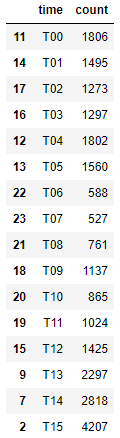 time count
11 T00 1806
14 T01 1495
17 T02 1273
16 T03 1297
12 T04 1802
13 T05 1560
22 T06 588
23 T07 527
21 T08 761
18 T09 1137
20 T10 865
19 T11 1024
15 T12 1425
9 T13 2297
7 T14 2818
2 T15 4207